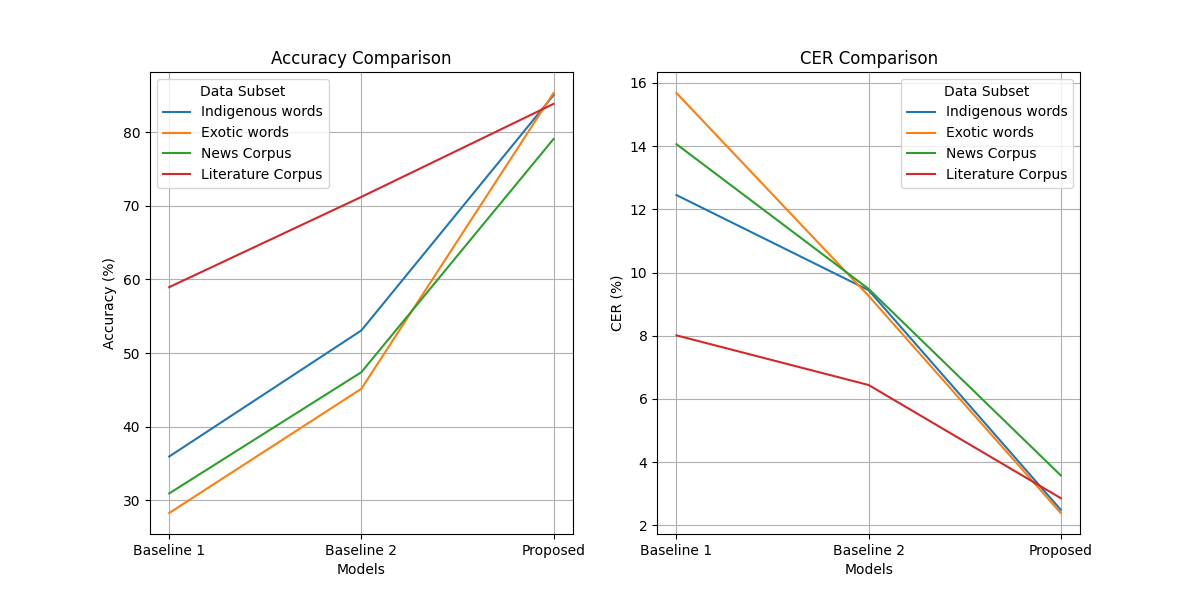 Accuracy Comparison
Accuracy (%)
80
70
60
50
40
30
Data Subset
Indigenous words
Exotic words
News Corpus
Literature Corpus
Baseline 1 Baseline 2 Proposed
Models
CER Comparison
CER (%)
16
14
12
10
8
6
4
2
Data Subset
Indigenous words
Exotic words
News Corpus
Literature Corpus
Baseline 1 Baseline 2 Proposed
Models